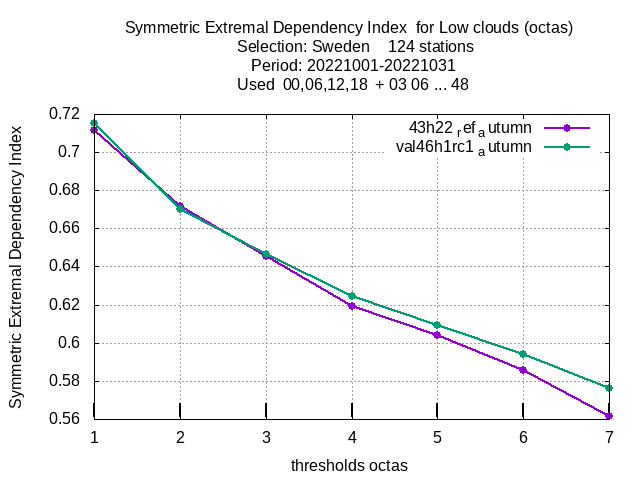 Symmetric Extremal Dependency Index  for Low clouds (octas)
Selection: Sweden    124 stations
Period: 20221001-20221031
Used  00,06,12,18  + 03 06 ... 48
Symmetric Extremal Dependency Index
0.72
0.7
0.68
0.66
0.64
0.62
0.6
0.58
0.56
43h22 ref a utumn
val46h1rc1 a utumn
1 2 3 4 5 6 7
thresholds octas